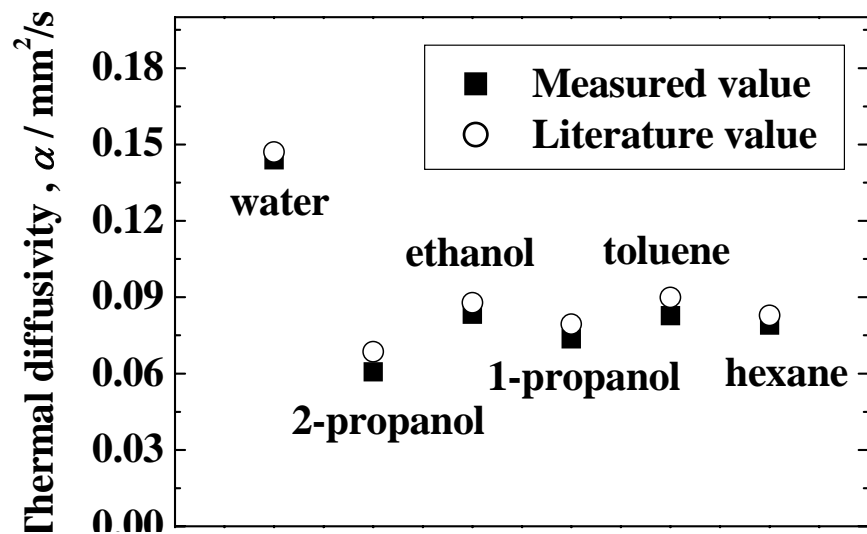 Thermal diffusivity , α / mm²/s
0.18
0.15
0.12
0.09
0.06
0.03
0.00
Measured value
Literature value
water
ethanol
toluene
2-propanol
1-propanol
hexane